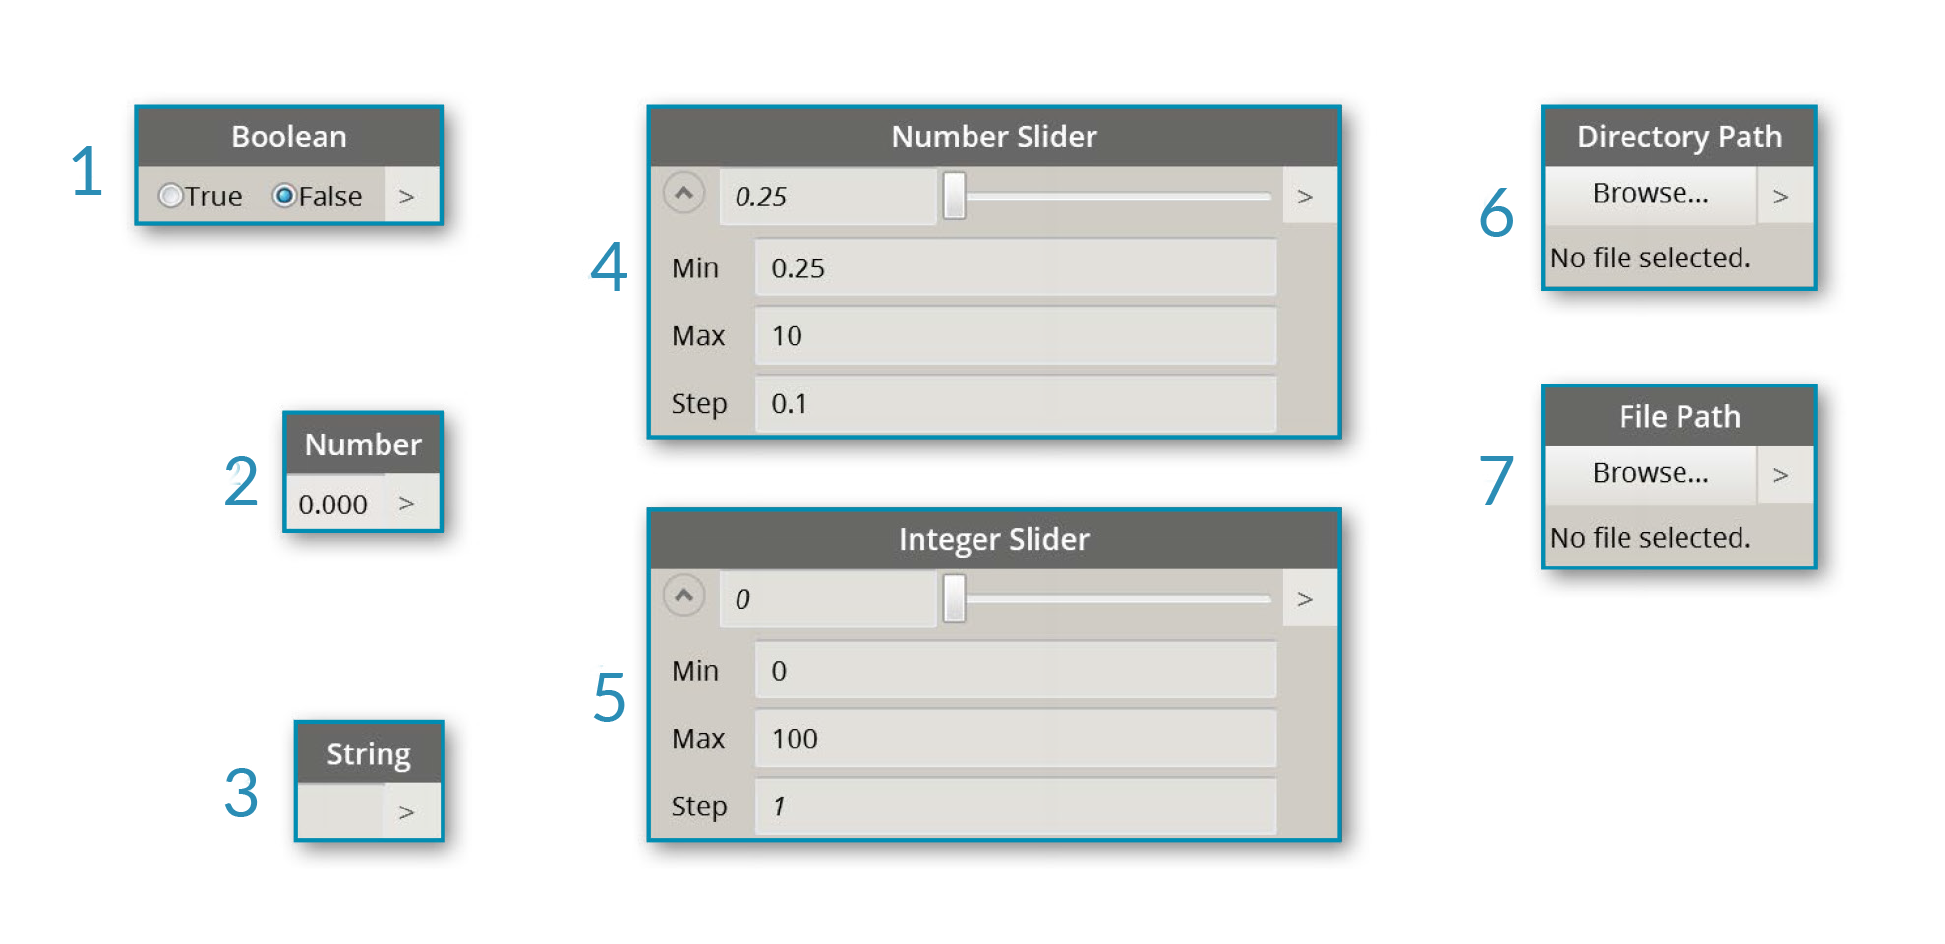 1
Boolean
True False >
2
Number
0.000 >
3
String
>
4
Number Slider
0.25 >
Min 0.25
Max 10
Step 0.1
5
Integer Slider
0 >
Min 0
Max 100
Step 1
6
Directory Path
Browse... >
No file selected.
7
File Path
Browse... >
No file selected.